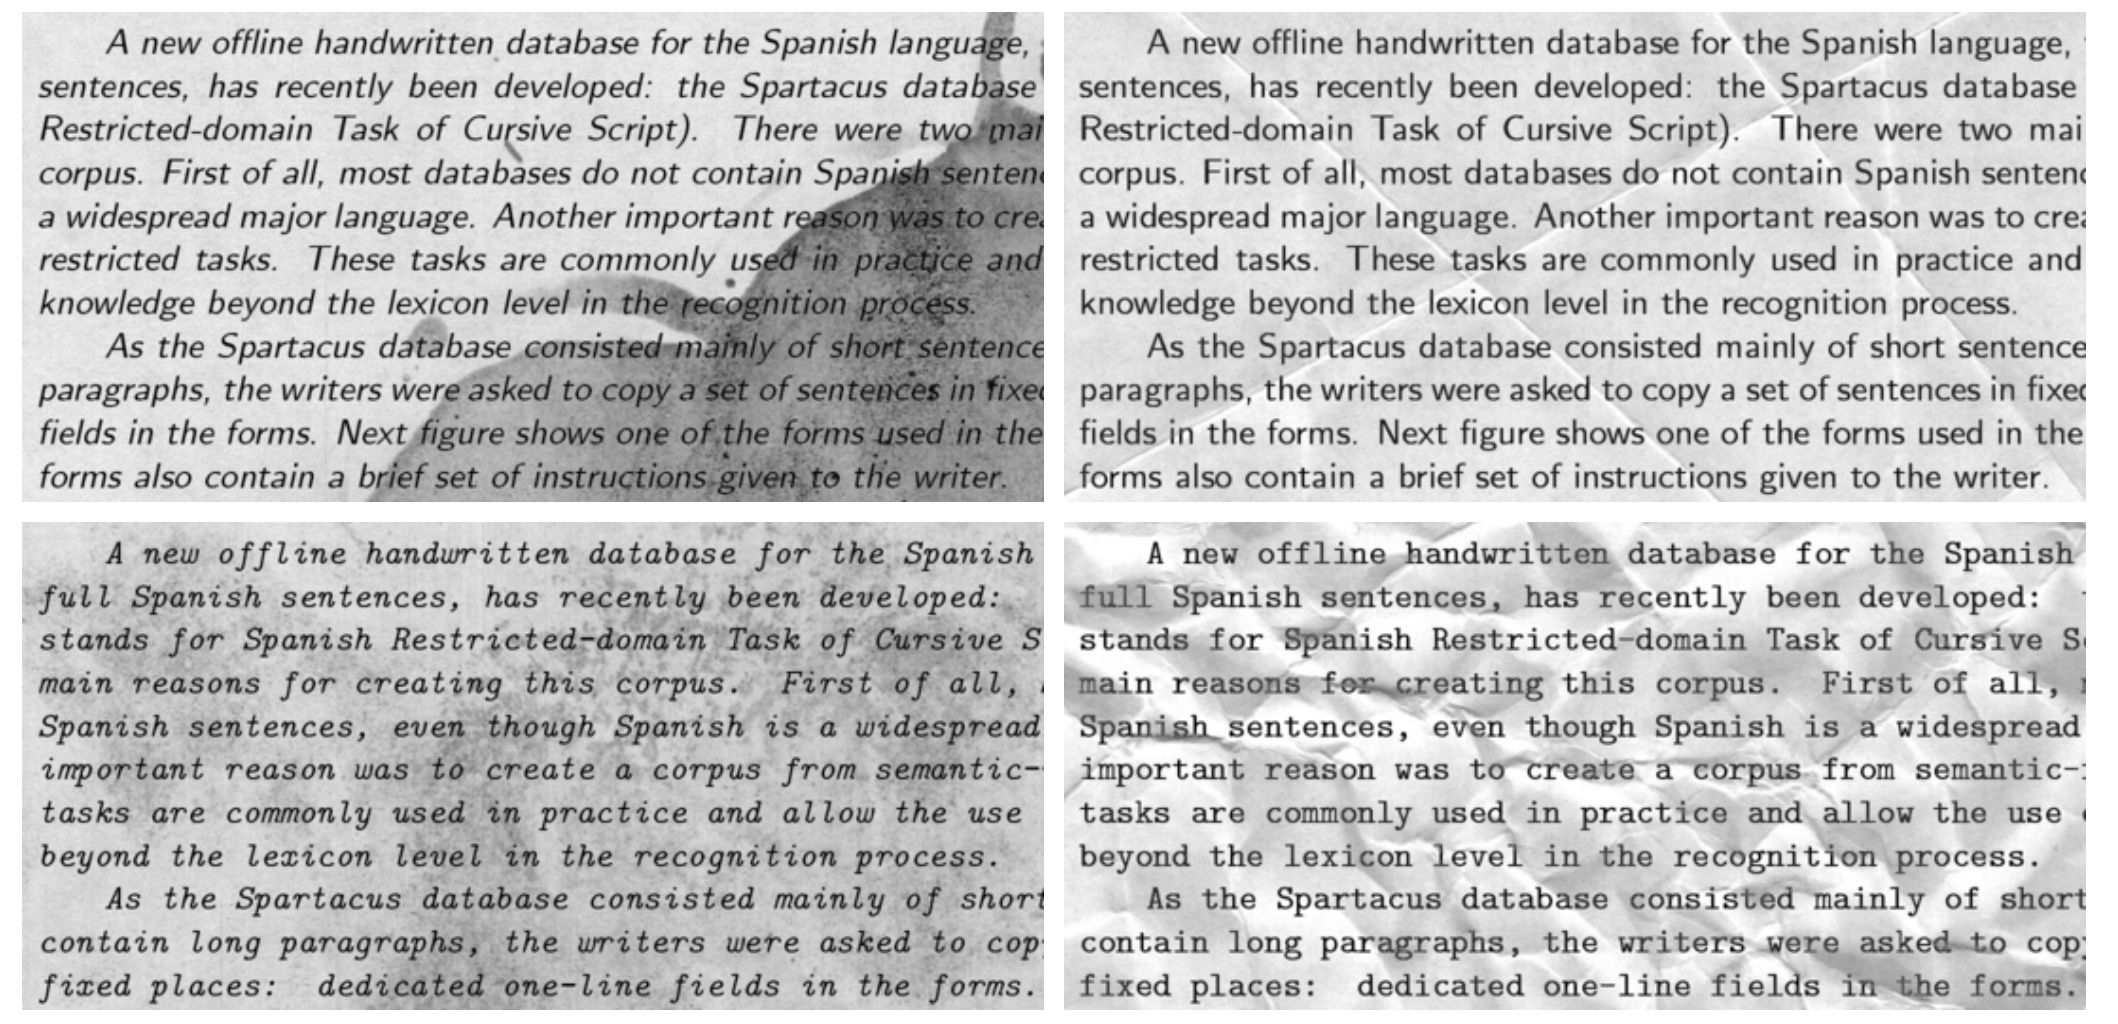 A new offline handwritten database for the Spanish language,
sentences, has recently been developed: the Spartacus database
Restricted-domain Task of Cursive Script). There were two mai
corpus. First of all, most databases do not contain Spanish senten
a widespread major language. Another important reason was to crea
restricted tasks. These tasks are commonly used in practice and
knowledge beyond the lexicon level in the recognition process.
As the Spartacus database consisted mainly of short sentence
paragraphs, the writers were asked to copy a set of sentences in fixed
fields in the forms. Next figure shows one of the forms used in the
forms also contain a brief set of instructions given to the writer.
A new offline handwritten database for the Spanish language,
sentences, has recently been developed: the Spartacus database
Restricted-domain Task of Cursive Script). There were two mai
corpus. First of all, most databases do not contain Spanish sentenc
a widespread major language. Another important reason was to crea
restricted tasks. These tasks are commonly used in practice and
knowledge beyond the lexicon level in the recognition process.
As the Spartacus database consisted mainly of short sentence
paragraphs, the writers were asked to copy a set of sentences in fixed
fields in the forms. Next figure shows one of the forms used in the
forms also contain a brief set of instructions given to the writer.
A new offline handwritten database for the Spanish
full Spanish sentences, has recently been developed:
stands for Spanish Restricted-domain Task of Cursive S
main reasons for creating this corpus. First of all,
Spanish sentences, even though Spanish is a widespread
important reason was to create a corpus from semantic-
tasks are commonly used in practice and allow the use
beyond the lexicon level in the recognition process.
As the Spartacus database consisted mainly of short
contain long paragraphs, the writers were asked to cop
fixed places: dedicated one-line fields in the forms.
A new offline handwritten database for the Spanish
full Spanish sentences, has recently been developed:
stands for Spanish Restricted-domain Task of Cursive Sc
main reasons for creating this corpus. First of all,
Spanish sentences, even though Spanish is a widespread
important reason was to create a corpus from semantic-
tasks are commonly used in practice and allow the use
beyond the lexicon level in the recognition process.
As the Spartacus database consisted mainly of short
contain long paragraphs, the writers were asked to copy
fixed places: dedicated one-line fields in the forms.